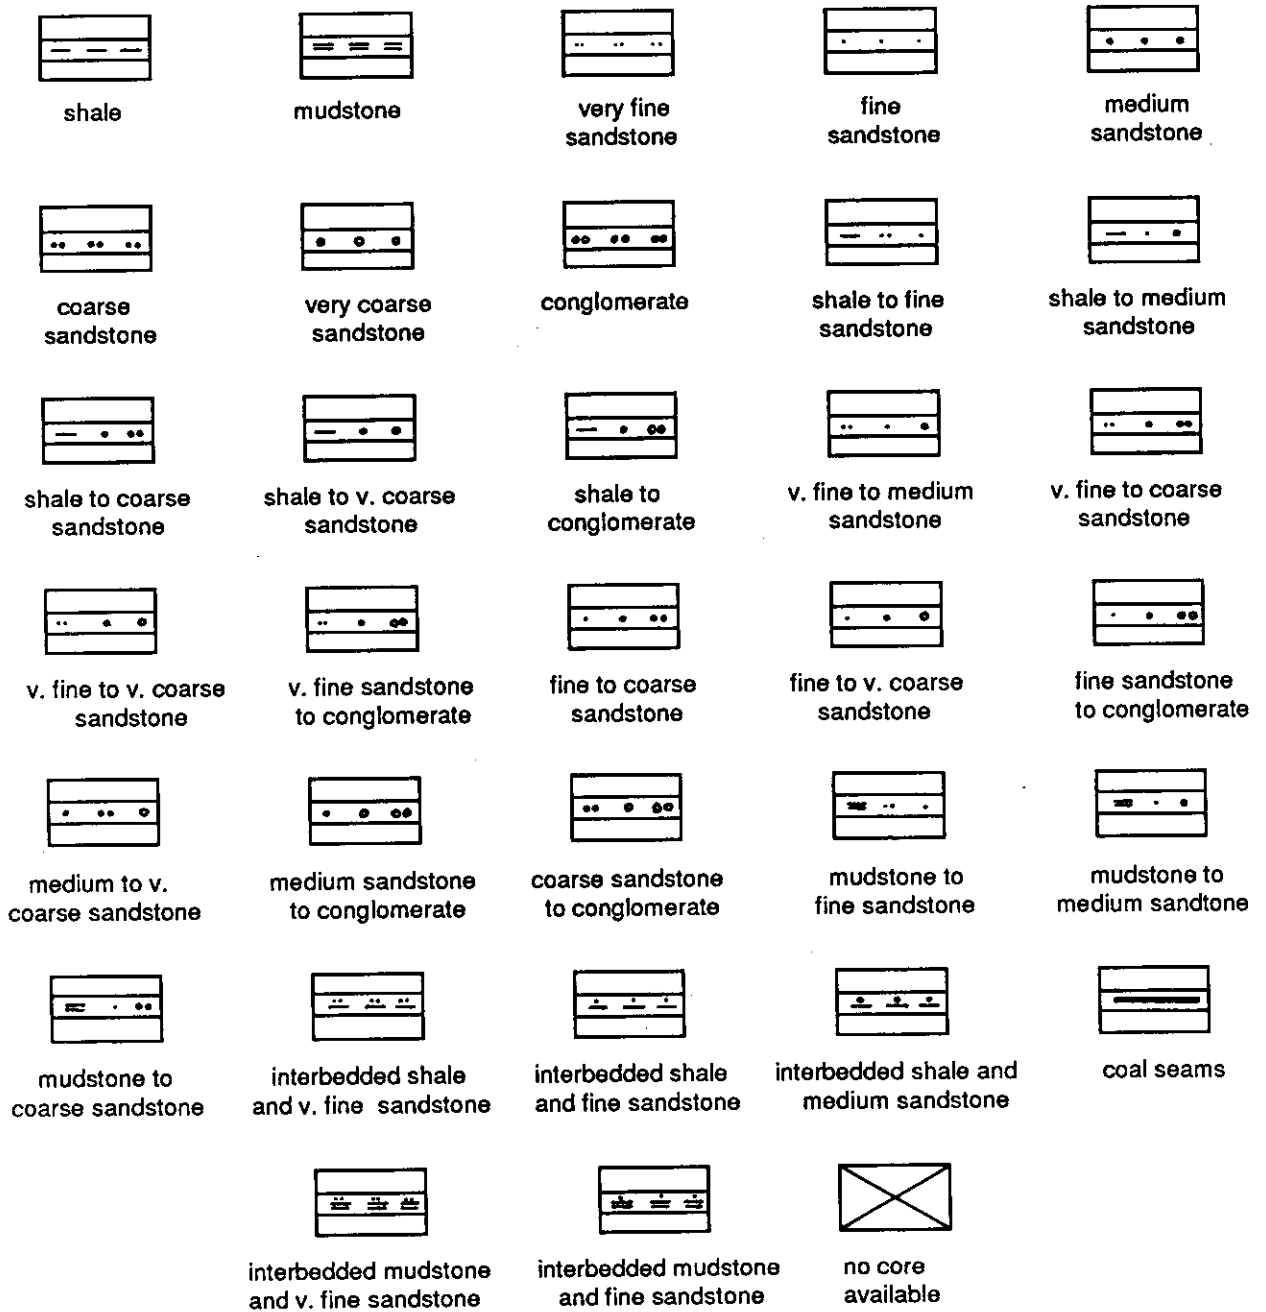 shale
mudstone
very fine
sandstone
fine
sandstone
medium
sandstone
coarse
sandstone
very coarse
sandstone
conglomerate
shale to fine
sandstone
shale to medium
sandstone
shale to coarse
sandstone
shale to v. coarse
sandstone
shale to
conglomerate
v. fine to medium
sandstone
v. fine to coarse
sandstone
v. fine to v. coarse
sandstone
v. fine sandstone
to conglomerate
fine to coarse
sandstone
fine to v. coarse
sandstone
fine sandstone
to conglomerate
medium to v.
coarse sandstone
medium sandstone
to conglomerate
coarse sandstone
to conglomerate
mudstone to
fine sandstone
mudstone to
medium sandtone
mudstone to
coarse sandstone
interbedded shale
and v. fine sandstone
interbedded shale
and fine sandstone
interbedded shale and
medium sandstone
coal seams
interbedded mudstone
and v. fine sandstone
interbedded mudstone
and fine sandstone
no core
available